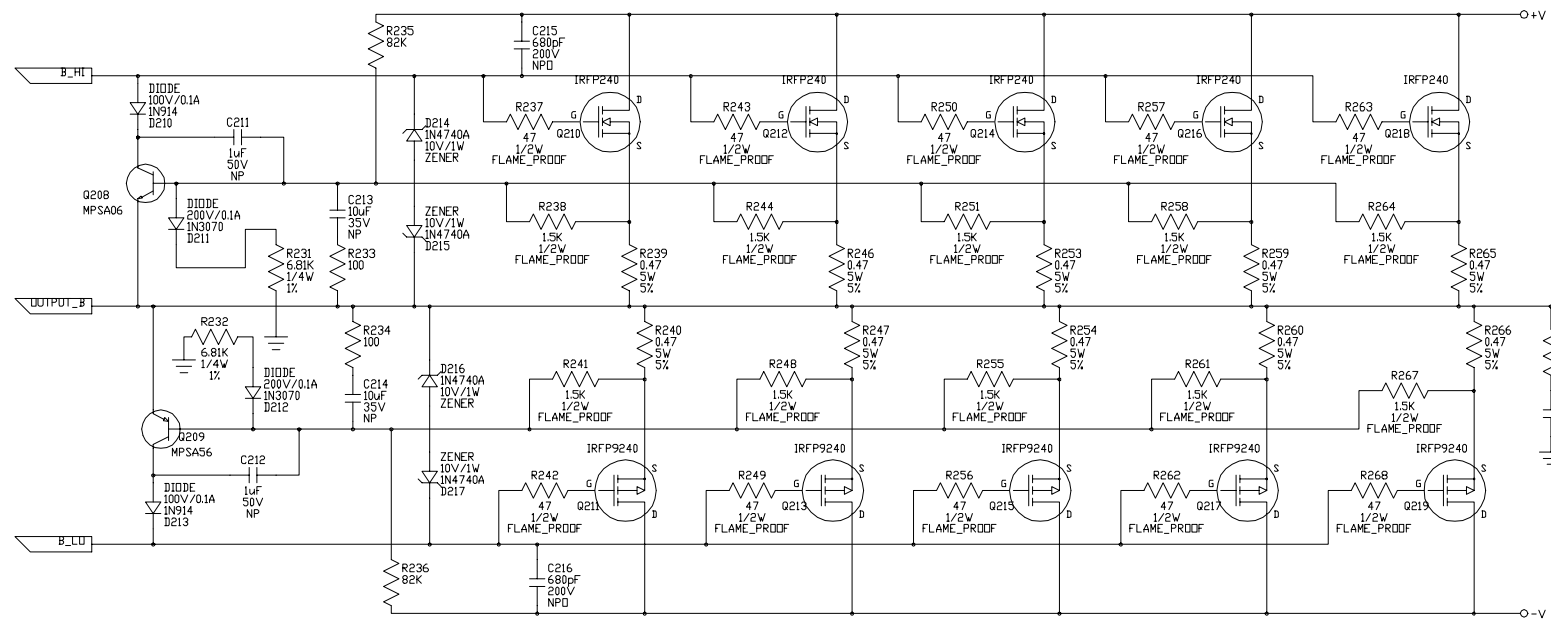 R235
82K
C215
680pF
200V
NPO
+V
B_HI
DIODE
100V/0.1A
1N914
D210
C211
1uF
50V
NP
D214
1N4740A
10V/1W
ZENER
IRFP240
R237
47
1/2W
FLAME_PROOF
G
D
S
Q210
IRFP240
R243
47
1/2W
FLAME_PROOF
G
D
S
Q212
IRFP240
R250
47
1/2W
FLAME_PROOF
G
D
S
Q214
IRFP240
R257
47
1/2W
FLAME_PROOF
G
D
S
Q216
IRFP240
R263
47
1/2W
FLAME_PROOF
G
D
S
Q218
Q208
MPSA06
DIODE
200V/0.1A
1N3070
D211
R231
6.81K
1/4W
1%
C213
10uF
35V
NP
R233
100
ZENER
10V/1W
1N4740A
D215
R238
1.5K
1/2W
FLAME_PROOF
R239
0.47
5W
5%
R244
1.5K
1/2W
FLAME_PROOF
R246
0.47
5W
5%
R251
1.5K
1/2W
FLAME_PROOF
R253
0.47
5W
5%
R258
1.5K
1/2W
FLAME_PROOF
R259
0.47
5W
5%
R264
1.5K
1/2W
FLAME_PROOF
R265
0.47
5W
5%
OUTPUT_B
R232
6.81K
1/4W
1%
DIODE
200V/0.1A
1N3070
D212
R234
100
C214
10uF
35V
NP
D216
1N4740A
10V/1W
ZENER
R241
1.5K
1/2W
FLAME_PROOF
R240
0.47
5W
5%
R248
1.5K
1/2W
FLAME_PROOF
R247
0.47
5W
5%
R255
1.5K
1/2W
FLAME_PROOF
R254
0.47
5W
5%
R261
1.5K
1/2W
FLAME_PROOF
R260
0.47
5W
5%
R267
1.5K
1/2W
FLAME_PROOF
R266
0.47
5W
5%
Q209
MPSA56
C212
1uF
50V
NP
DIODE
100V/0.1A
1N914
D213
ZENER
10V/1W
1N4740A
D217
IRFP9240
R242
47
1/2W
FLAME_PROOF
G
S
D
Q211
IRFP9240
R249
47
1/2W
FLAME_PROOF
G
S
D
Q213
IRFP9240
R256
47
1/2W
FLAME_PROOF
G
S
D
Q215
IRFP9240
R262
47
1/2W
FLAME_PROOF
G
S
D
Q217
IRFP9240
R268
47
1/2W
FLAME_PROOF
G
S
D
Q219
B_LO
R236
82K
C216
680pF
200V
NPO
-V